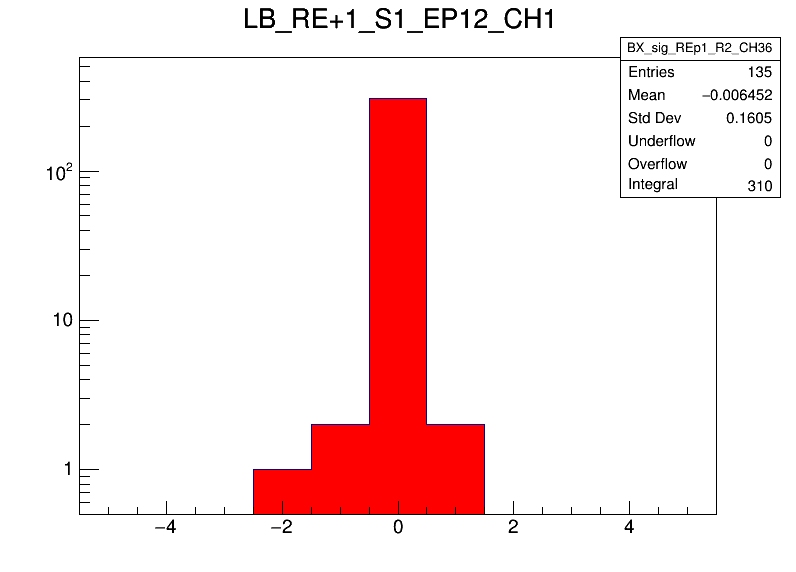 LB_RE+1_S1_EP12_CH1
BX_sig_REp1_R2_CH36
Entries 135
Mean −0.006452
Std Dev 0.1605
Underflow 0
Overflow 0
Integral 310
10²
10
1
−4 −2 0 2 4